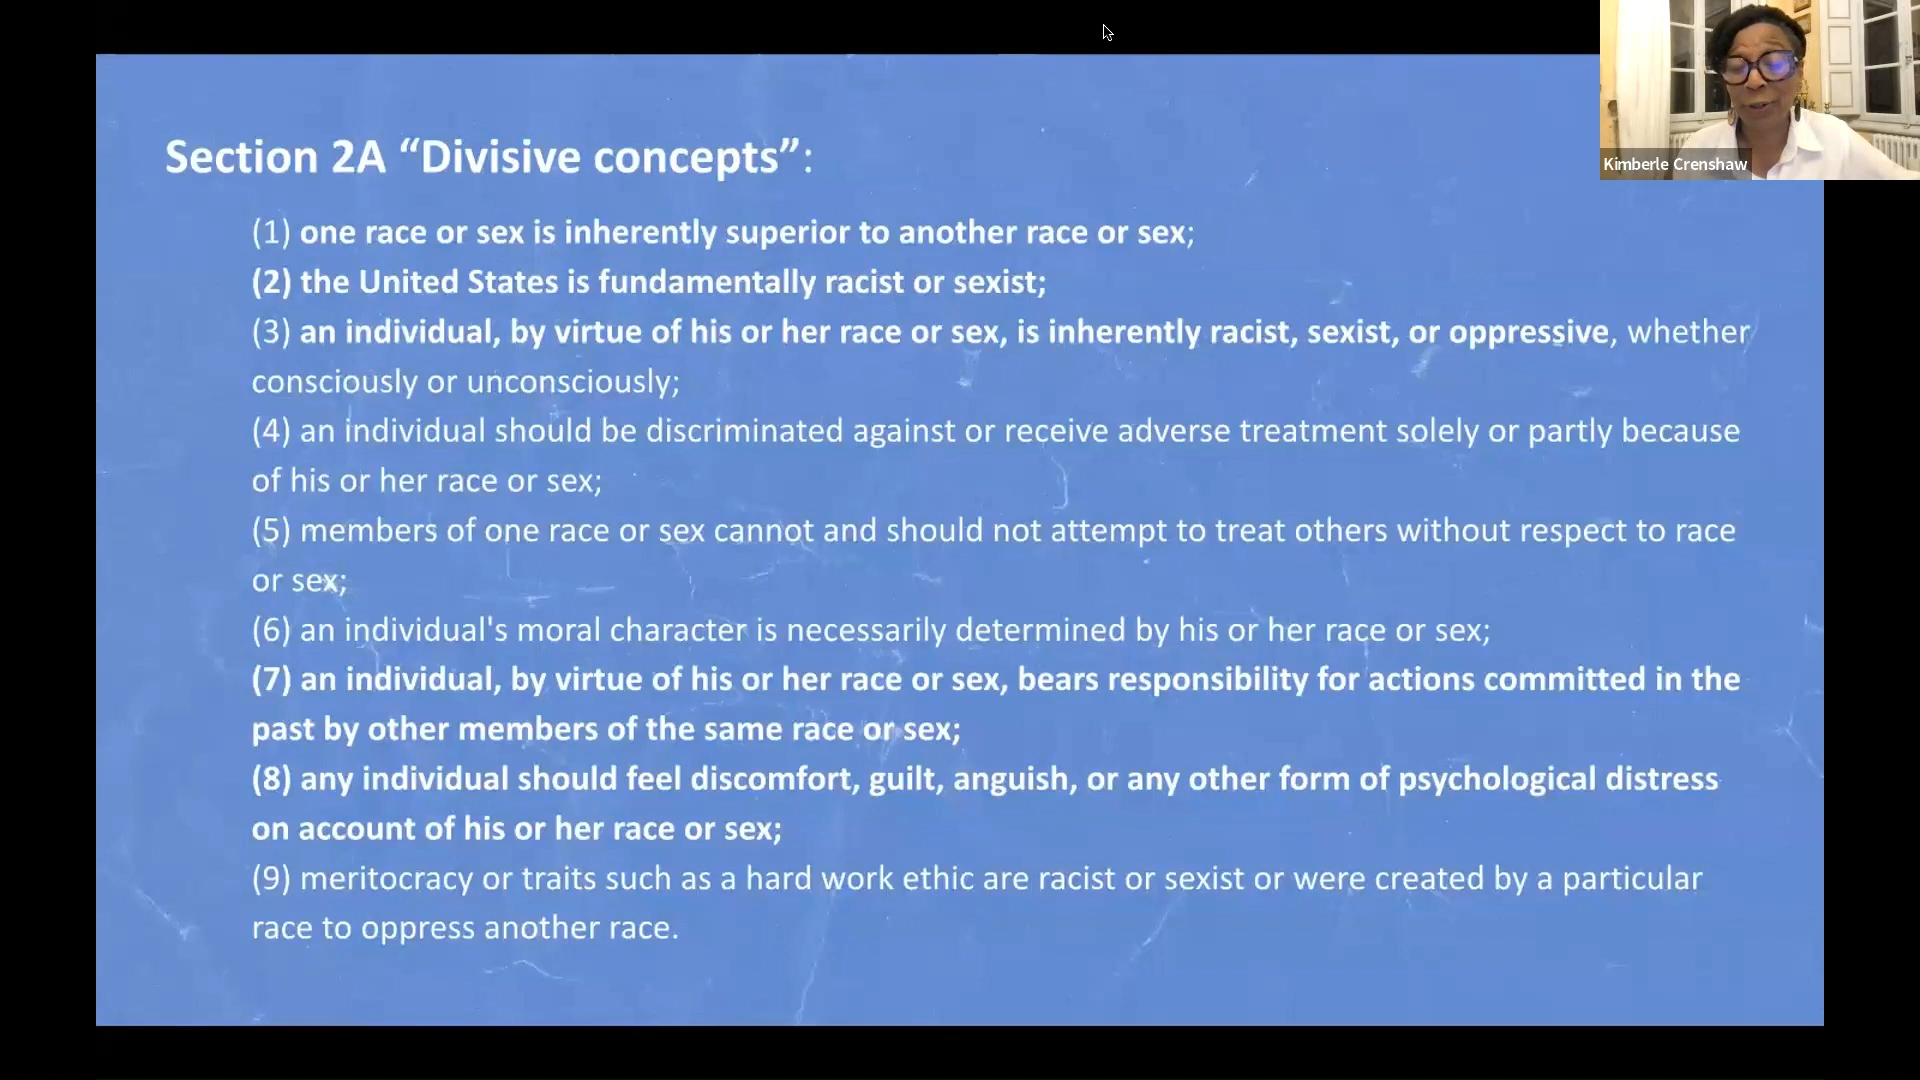 Section 2A “Divisive concepts”:
Kimberle Crenshaw
(1) one race or sex is inherently superior to another race or sex;
(2) the United States is fundamentally racist or sexist;
(3) an individual, by virtue of his or her race or sex, is inherently racist, sexist, or oppressive, whether
consciously or unconsciously;
(4) an individual should be discriminated against or receive adverse treatment solely or partly because
of his or her race or sex;
(5) members of one race or sex cannot and should not attempt to treat others without respect to race
or sex;
(6) an individual's moral character is necessarily determined by his or her race or sex;
(7) an individual, by virtue of his or her race or sex, bears responsibility for actions committed in the
past by other members of the same race or sex;
(8) any individual should feel discomfort, guilt, anguish, or any other form of psychological distress
on account of his or her race or sex;
(9) meritocracy or traits such as a hard work ethic are racist or sexist or were created by a particular
race to oppress another race.